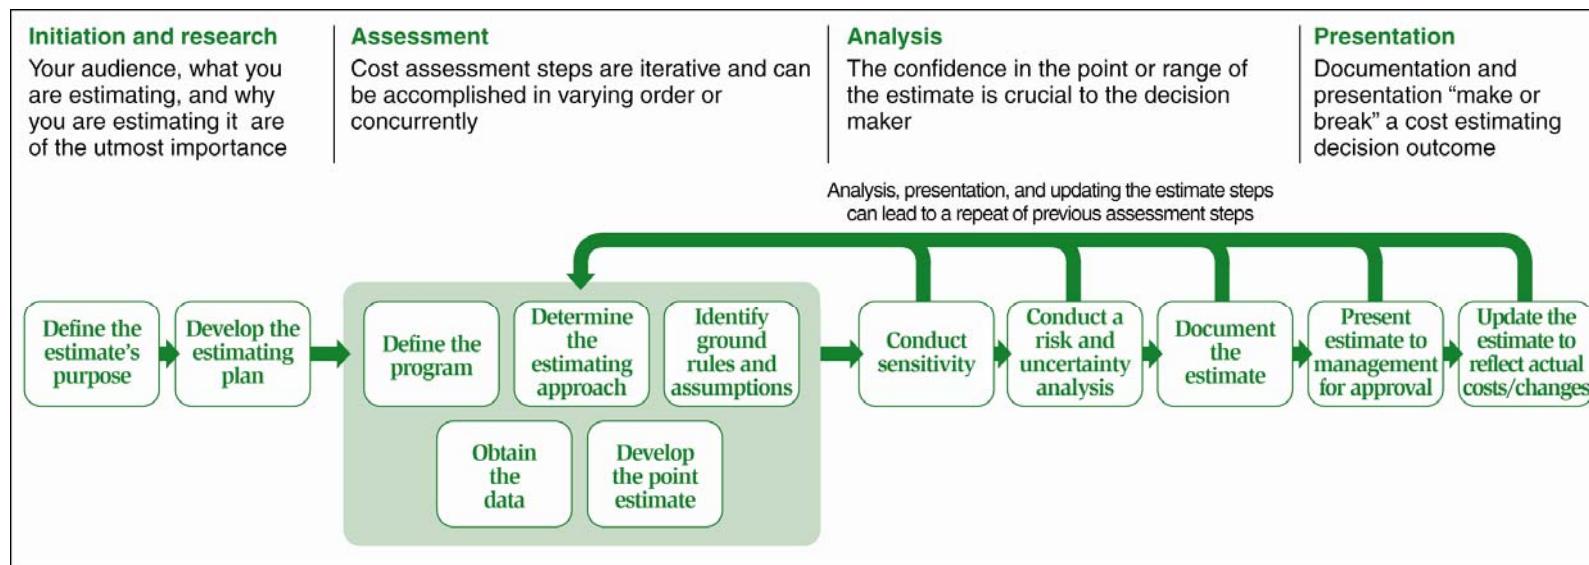 Initiation and research
Your audience, what you
are estimating, and why
you are estimating it are
of the utmost importance
Assessment
Cost assessment steps are iterative and can
be accomplished in varying order or
concurrently
Analysis
The confidence in the point or range of
the estimate is crucial to the decision
maker
Presentation
Documentation and
presentation “make or
break” a cost estimating
decision outcome
Analysis, presentation, and updating the estimate steps
can lead to a repeat of previous assessment steps
Define the
estimate's
purpose
Develop the
estimating
plan
Define the
program
Determine
the
estimating
approach
Identify
ground
rules and
assumptions
Obtain
the
data
Develop
the point
estimate
Conduct
sensitivity
Conduct a
risk and
uncertainty
analysis
Document
the
estimate
Present
estimate to
management
for approval
Update the
estimate to
reflect actual
costs/changes